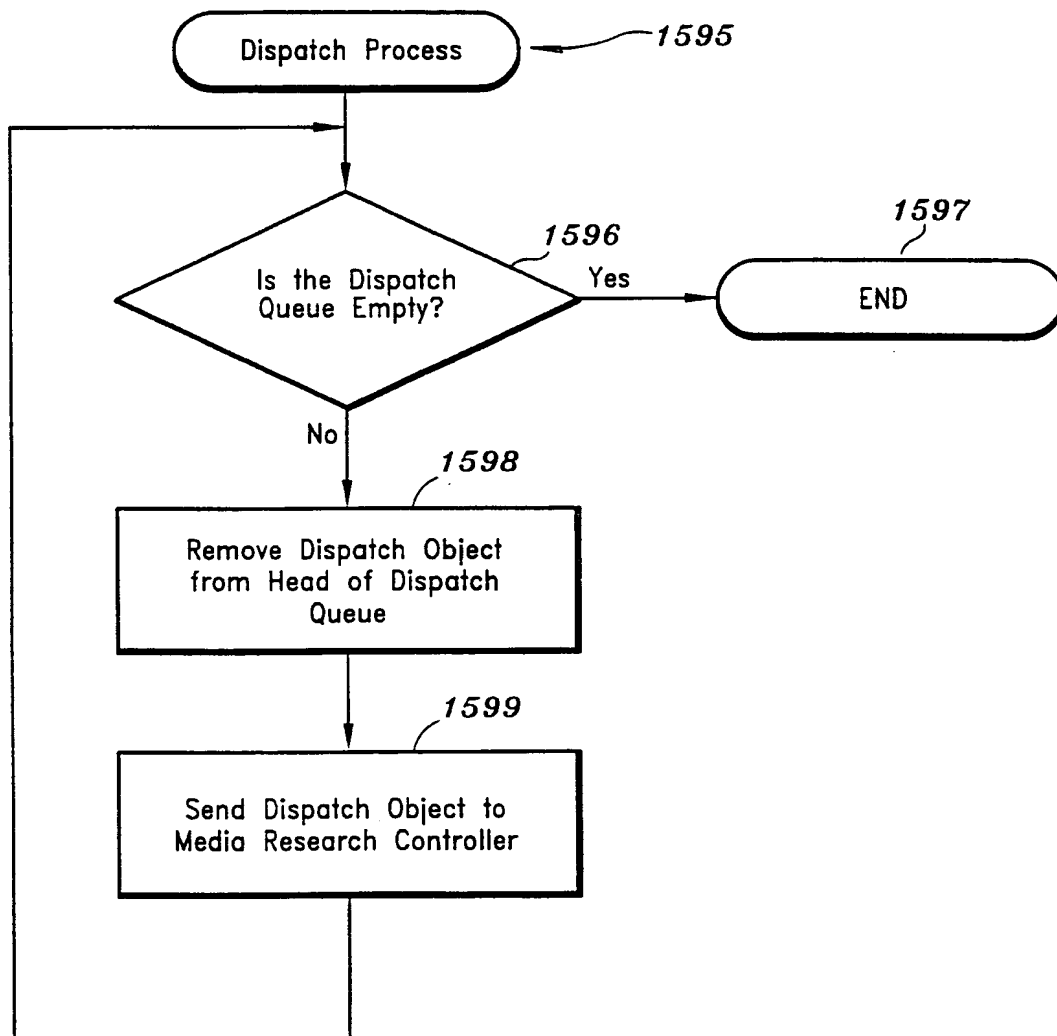 Dispatch Process
1595
1596
Is the Dispatch
Queue Empty?
Yes
1597
END
No
1598
Remove Dispatch Object
from Head of Dispatch
Queue
1599
Send Dispatch Object to
Media Research Controller